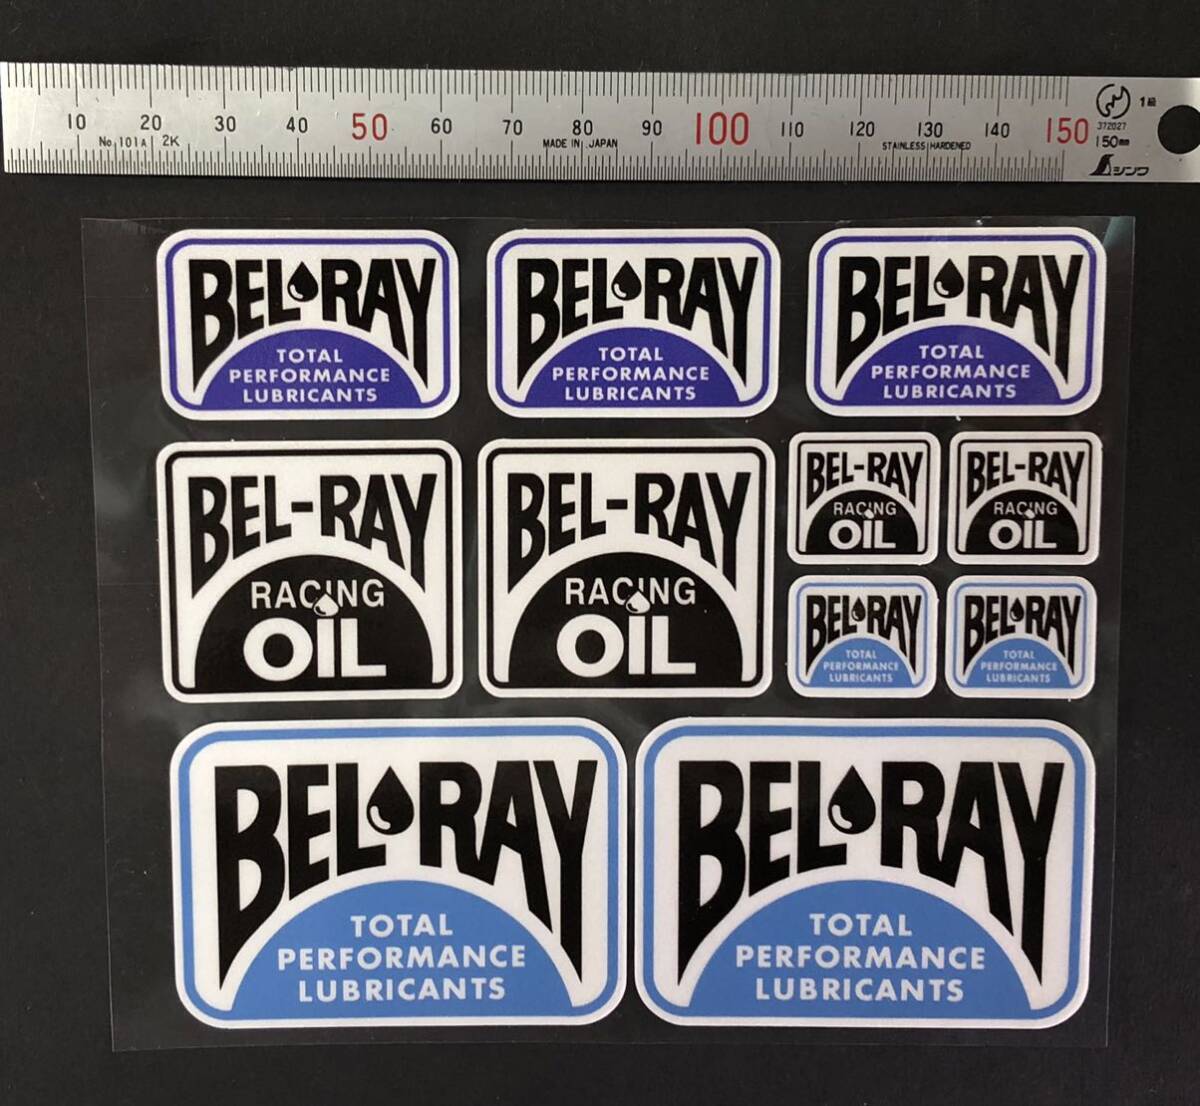 10 20 30 40 50 60 70 80 90 100 110 120 130 140 150
1級
372027
No.101A 2K MADE IN JAPAN STAINLESS HARDENED 150mm
シンワ
BEL RAY
TOTAL
PERFORMANCE
LUBRICANTS
BEL RAY
TOTAL
PERFORMANCE
LUBRICANTS
BEL RAY
TOTAL
PERFORMANCE
LUBRICANTS
BEL-RAY
RACING
OIL
BEL-RAY
RACING
OIL
BEL-RAY
RACING
OIL
BEL-RAY
RACING
OIL
BEL RAY
TOTAL
PERFORMANCE
LUBRICANTS
BEL RAY
TOTAL
PERFORMANCE
LUBRICANTS
BEL RAY
TOTAL
PERFORMANCE
LUBRICANTS
BEL RAY
TOTAL
PERFORMANCE
LUBRICANTS